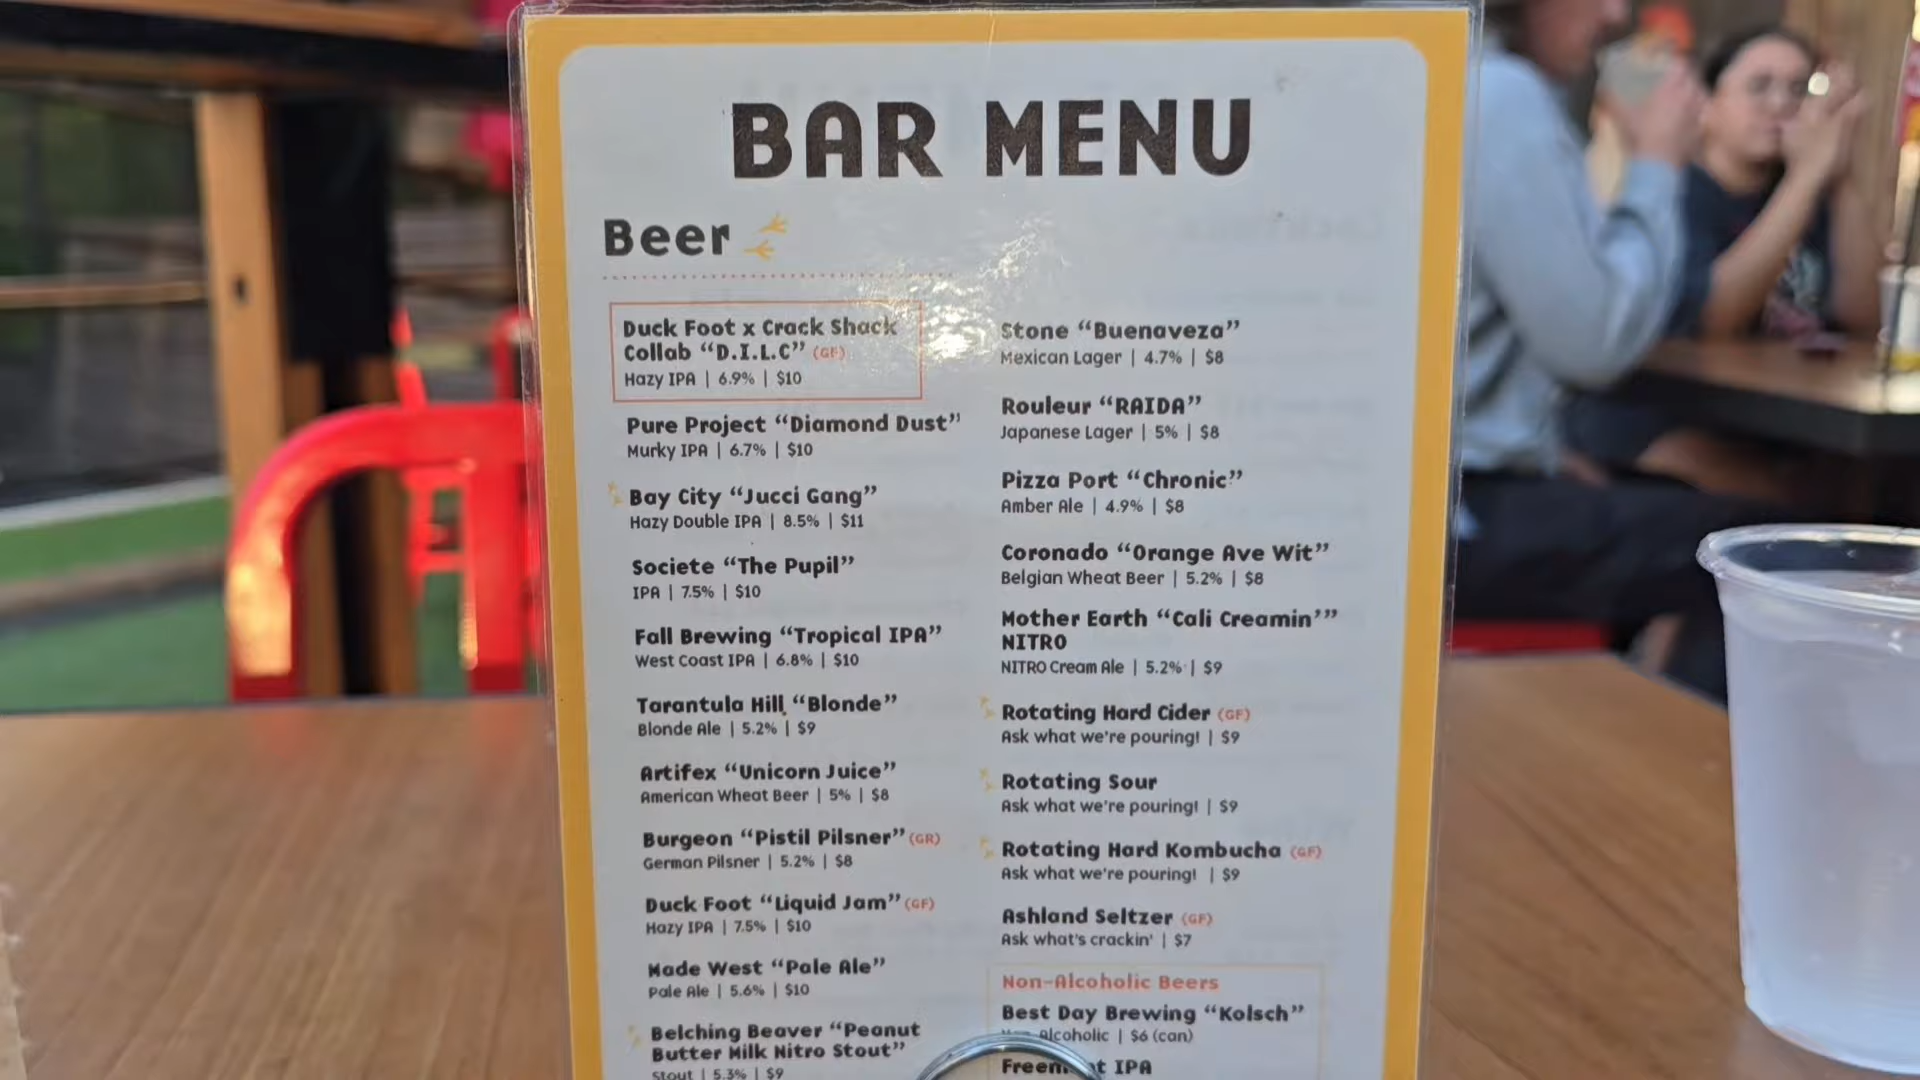 BAR MENU
Beer
Duck Foot x Crack Shack
Collab “D.I.L.C” (GF)
Hazy IPA | 6.9% | $10
Pure Project “Diamond Dust”
Murky IPA | 6.7% | $10
Bay City “Jucci Gang”
Hazy Double IPA | 8.5% | $11
Societe “The Pupil”
IPA | 7.5% | $10
Fall Brewing “Tropical IPA”
West Coast IPA | 6.8% | $10
Tarantula Hill “Blonde”
Blonde Ale | 5.2% | $9
Artifex “Unicorn Juice”
American Wheat Beer | 5% | $8
Burgeon “Pistil Pilsner” (GR)
German Pilsner | 5.2% | $8
Duck Foot “Liquid Jam” (GF)
Hazy IPA | 7.5% | $10
Made West “Pale Ale”
Pale Ale | 5.6% | $10
Belching Beaver “Peanut
Butter Milk Nitro Stout”
Stout | 5.3% | $9
Stone “Buenaveza”
Mexican Lager | 4.7% | $8
Rouleur “RAIDA”
Japanese Lager | 5% | $8
Pizza Port “Chronic”
Amber Ale | 4.9% | $8
Coronado “Orange Ave Wit”
Belgian Wheat Beer | 5.2% | $8
Mother Earth “Cali Creamin’”
NITRO
NITRO Cream Ale | 5.2% | $9
Rotating Hard Cider (GF)
Ask what we're pouring! | $9
Rotating Sour
Ask what we're pouring! | $9
Rotating Hard Kombucha (GF)
Ask what we're pouring! | $9
Ashland Seltzer (GF)
Ask what's crackin' | $7
Non-Alcoholic Beers
Best Day Brewing “Kolsch”
Alcoholic | $6 (can)
IPA